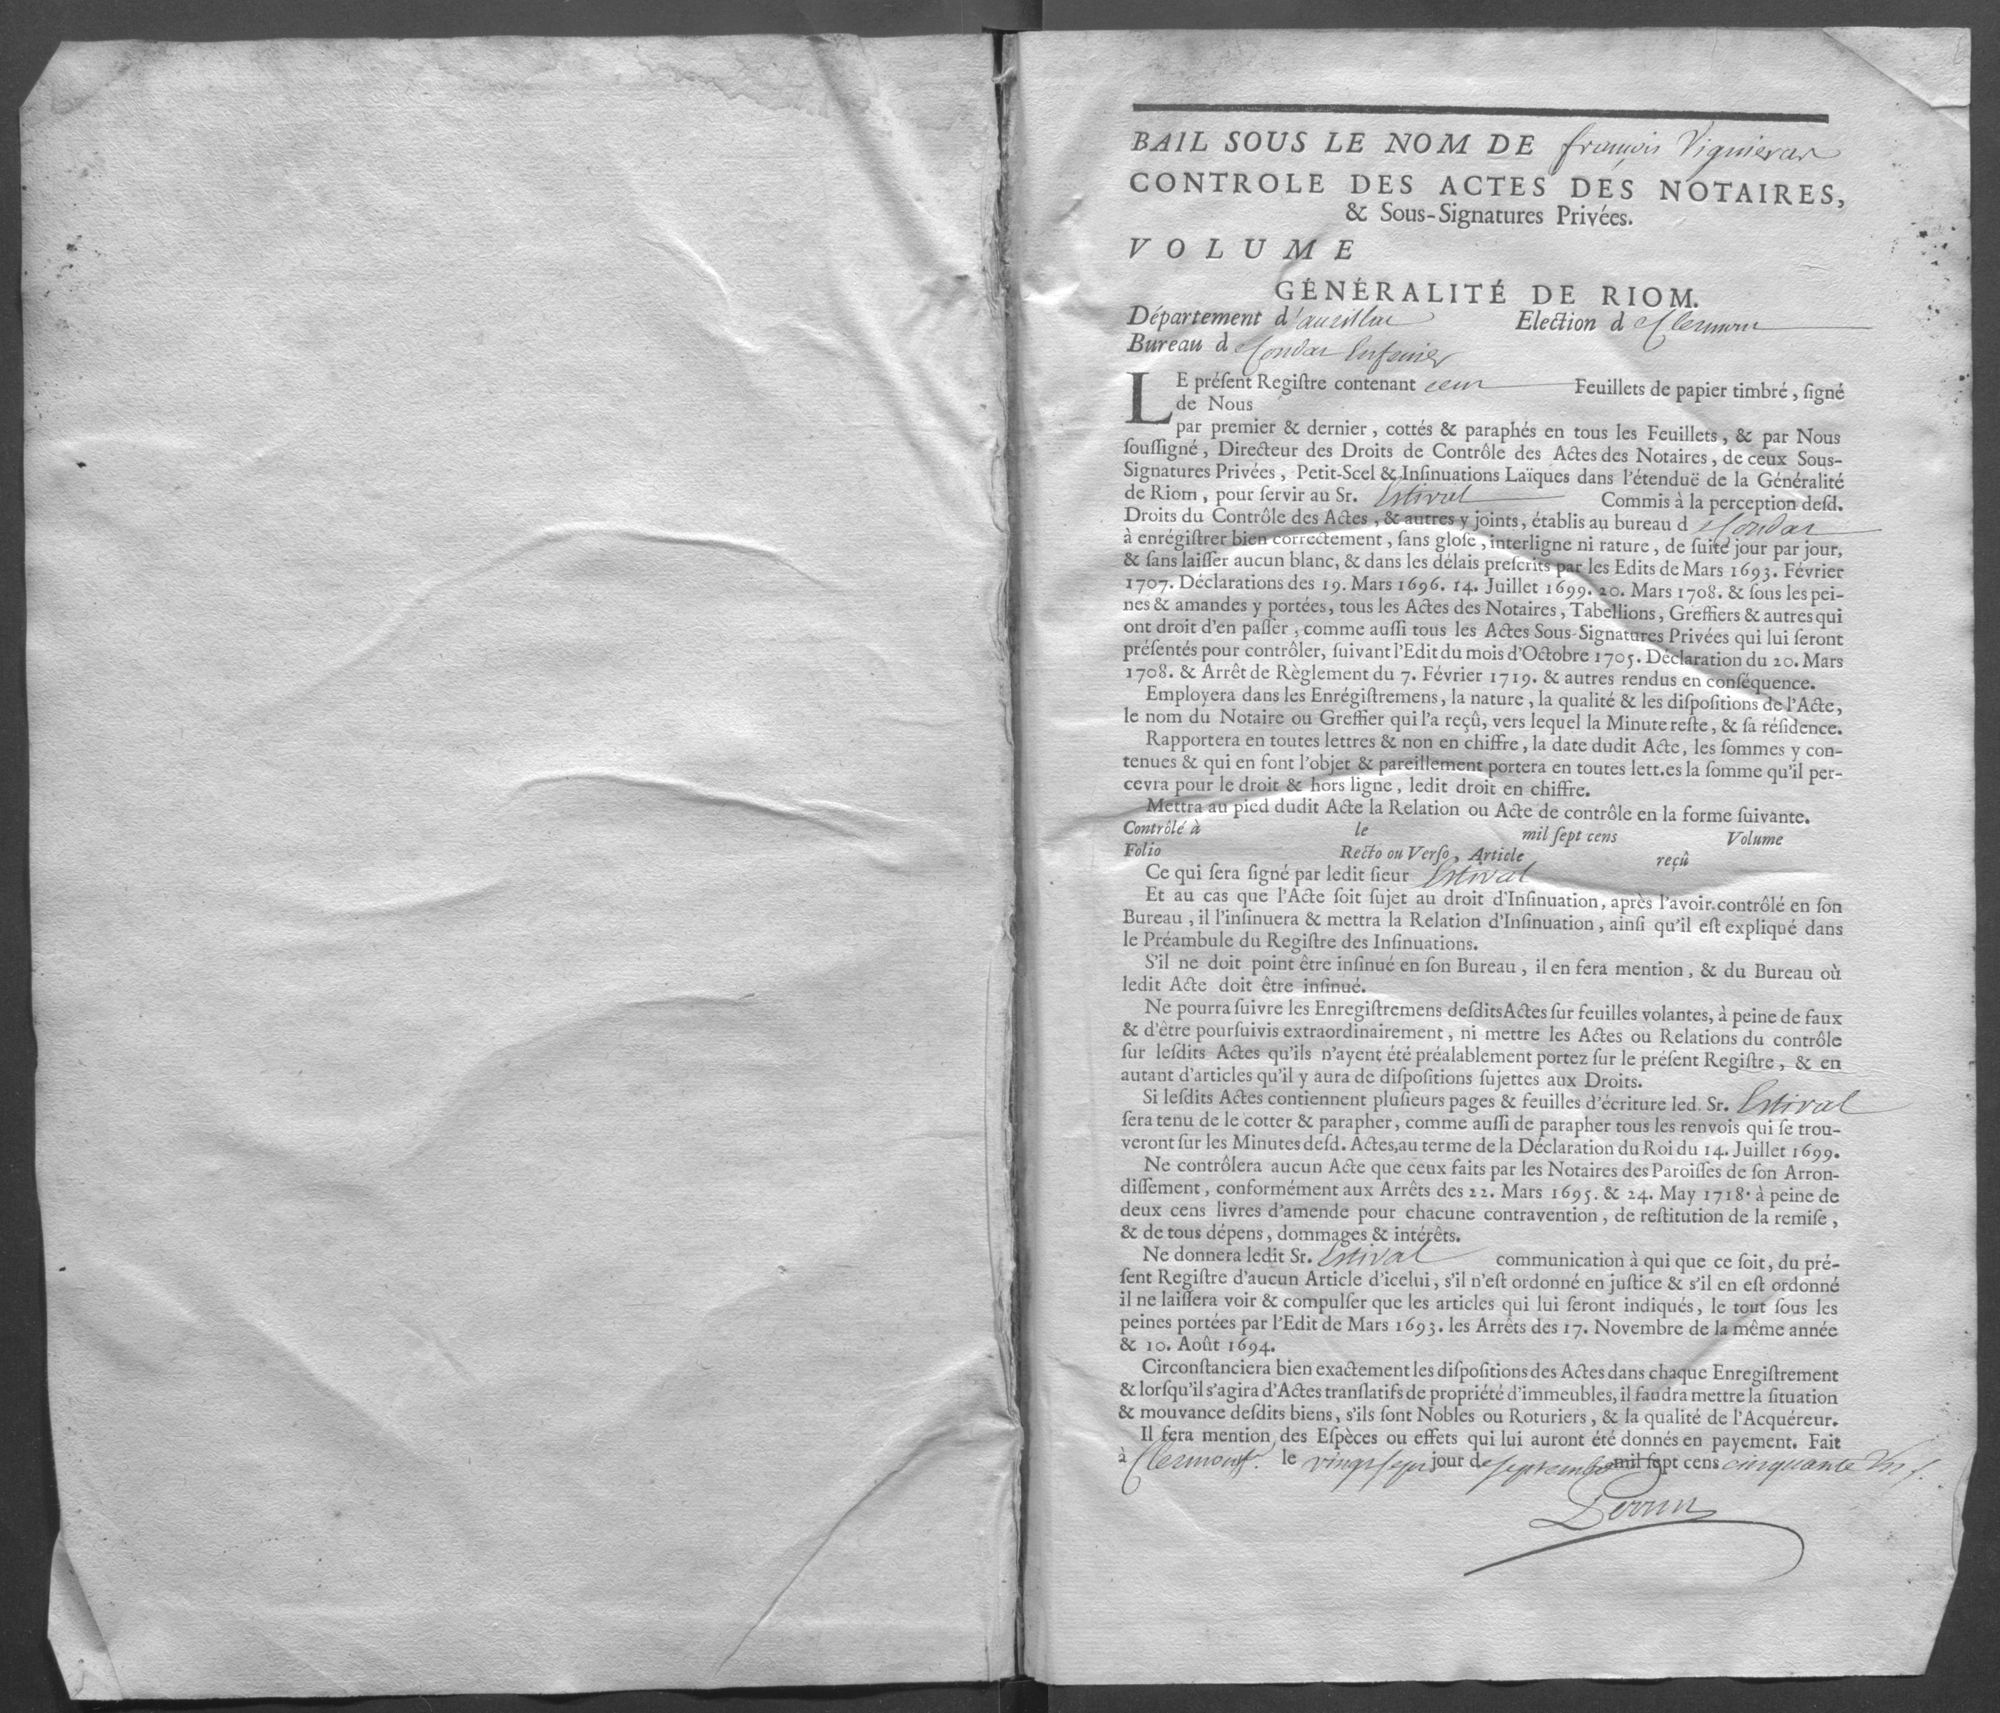 BAIL SOUS LE NOM DE françois Vignieras
CONTROLE DES ACTES DES NOTAIRES,
& Sous-Signatures Privées.
VOLUME
GÉNÉRALITÉ DE RIOM.
Département d'aurillac Election d Clermont
Bureau d Condat
LE préſent Regiſtre contenant cent Feuillets de papier timbré, ſigné
de Nous
par premier & dernier, cottés & paraphés en tous les Feuillets, & par Nous
ſouſſigné, Directeur des Droits de Contrôle des Actes des Notaires, de ceux Sous-
Signatures Privées, Petit-Scel & Inſinuations Laïques dans l'étenduë de la Généralité
de Riom, pour ſervir au Sr. Estival Commis à la perception deſd.
Droits du Contrôle des Actes, & autres y joints, établis au bureau d Condat
à enrégiſtrer bien correctement, ſans gloſe, interligne ni rature, de ſuite jour par jour,
& ſans laiſſer aucun blanc, & dans les délais preſcrits par les Edits de Mars 1693. Février
1707. Déclarations des 19. Mars 1696. 14. Juillet 1699. 20. Mars 1708. & ſous les pei-
nes & amandes y portées, tous les Actes des Notaires, Tabellions, Greffiers & autres qui
ont droit d'en paſſer, comme auſſi tous les Actes Sous-Signatures Privées qui lui ſeront
préſentés pour contrôler, ſuivant l'Edit du mois d'Octobre 1705. Déclaration du 20. Mars
1708. & Arrêt de Règlement du 7. Février 1719. & autres rendus en conſéquence.
Employera dans les Enrégiſtremens, la nature, la qualité & les diſpoſitions de l'Acte,
le nom du Notaire ou Greffier qui l'a reçû, vers lequel la Minute reſte, & ſa réſidence.
Rapportera en toutes lettres & non en chiffre, la date dudit Acte, les ſommes y con-
tenues & qui en font l'objet & pareillement portera en toutes lett.es la ſomme qu'il per-
cevra pour le droit & hors ligne, ledit droit en chiffre.
Mettra au pied dudit Acte la Relation ou Acte de contrôle en la forme ſuivante.
Contrôlé à le mil ſept cens Volume
Folio Recto ou Verſo, Article reçû
Ce qui ſera ſigné par ledit ſieur Estival
Et au cas que l'Acte ſoit ſujet au droit d'Inſinuation, après l'avoir contrôlé en ſon
Bureau, il l'inſinuera & mettra la Relation d'Inſinuation, ainſi qu'il eſt expliqué dans
le Préambule du Regiſtre des Inſinuations.
S'il ne doit point être inſinué en ſon Bureau, il en fera mention, & du Bureau où
ledit Acte doit être inſinué.
Ne pourra ſuivre les Enregiſtremens deſdits Actes ſur feuilles volantes, à peine de faux
& d'être pourſuivis extraordinairement, ni mettre les Actes ou Relations du contrôle
ſur leſdits Actes qu'ils n'ayent été préalablement portez ſur le préſent Regiſtre, & en
autant d'articles qu'il y aura de diſpoſitions ſujettes aux Droits.
Si leſdits Actes contiennent pluſieurs pages & feuilles d'écriture led. Sr. Estival
ſera tenu de le cotter & parapher, comme auſſi de parapher tous les renvois qui ſe trou-
veront ſur les Minutes deſd. Actes, au terme de la Déclaration du Roi du 14. Juillet 1699.
Ne contrôlera aucun Acte que ceux faits par les Notaires des Paroiſſes de ſon Arron-
diſſement, conformément aux Arrêts des 22. Mars 1695. & 24. May 1718. à peine de
deux cens livres d'amende pour chacune contravention, de reſtitution de la remiſe,
& de tous dépens, dommages & intérêts.
Ne donnera ledit Sr. Estival communication à qui que ce ſoit, du pré-
ſent Regiſtre d'aucun Article d'icelui, s'il n'eſt ordonné en juſtice & s'il en eſt ordonné
il ne laiſſera voir & compulſer que les articles qui lui ſeront indiqués, le tout ſous les
peines portées par l'Edit de Mars 1693. les Arrêts des 17. Novembre de la même année
& 10. Août 1694.
Circonſtanciera bien exactement les diſpoſitions des Actes dans chaque Enregiſtrement
& lorſqu'il s'agira d'Actes tranſlatifs de propriété d'immeubles, il faudra mettre la ſituation
& mouvance deſdits biens, s'ils ſont Nobles ou Roturiers, & la qualité de l'Acquéreur.
Il fera mention des Eſpèces ou effets qui lui auront été donnés en payement. Fait
à Clermont le vingt sept jour de septembre mil ſept cens cinquante
Perrin